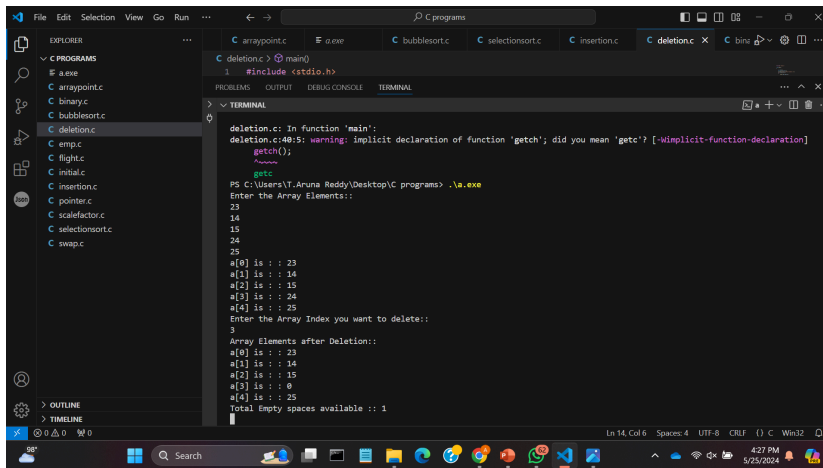 File Edit Selection View Go Run ··· C programs
EXPLORER ···
C PROGRAMS
a.exe
C arraypoint.c
C binary.c
C bubblesort.c
C deletion.c
C emp.c
C flight.c
C initial.c
C insertion.c
C pointer.c
C scalefactor.c
C selectionsort.c
C swap.c
Json
OUTLINE
TIMELINE
C arraypoint.c a.exe C bubblesort.c C selectionsort.c C insertion.c C deletion.c C bina
C deletion.c > main()
1 #include <stdio.h>
PROBLEMS OUTPUT DEBUG CONSOLE TERMINAL
TERMINAL
a
deletion.c: In function 'main':
deletion.c:40:5: warning: implicit declaration of function 'getch'; did you mean 'getc'? [-Wimplicit-function-declaration]
getch();
^~~~~
getc
PS C:\Users\T.Aruna Reddy\Desktop\C programs> .\a.exe
Enter the Array Elements::
23
14
15
24
25
a[0] is : : 23
a[1] is : : 14
a[2] is : : 15
a[3] is : : 24
a[4] is : : 25
Enter the Array Index you want to delete::
3
Array Elements after Deletion::
a[0] is : : 23
a[1] is : : 14
a[2] is : : 15
a[3] is : : 0
a[4] is : : 25
Total Empty spaces available :: 1
0 0 0 Ln 14, Col 6 Spaces: 4 UTF-8 CRLF {} C Win32
98° Search 4:27 PM
5/25/2024